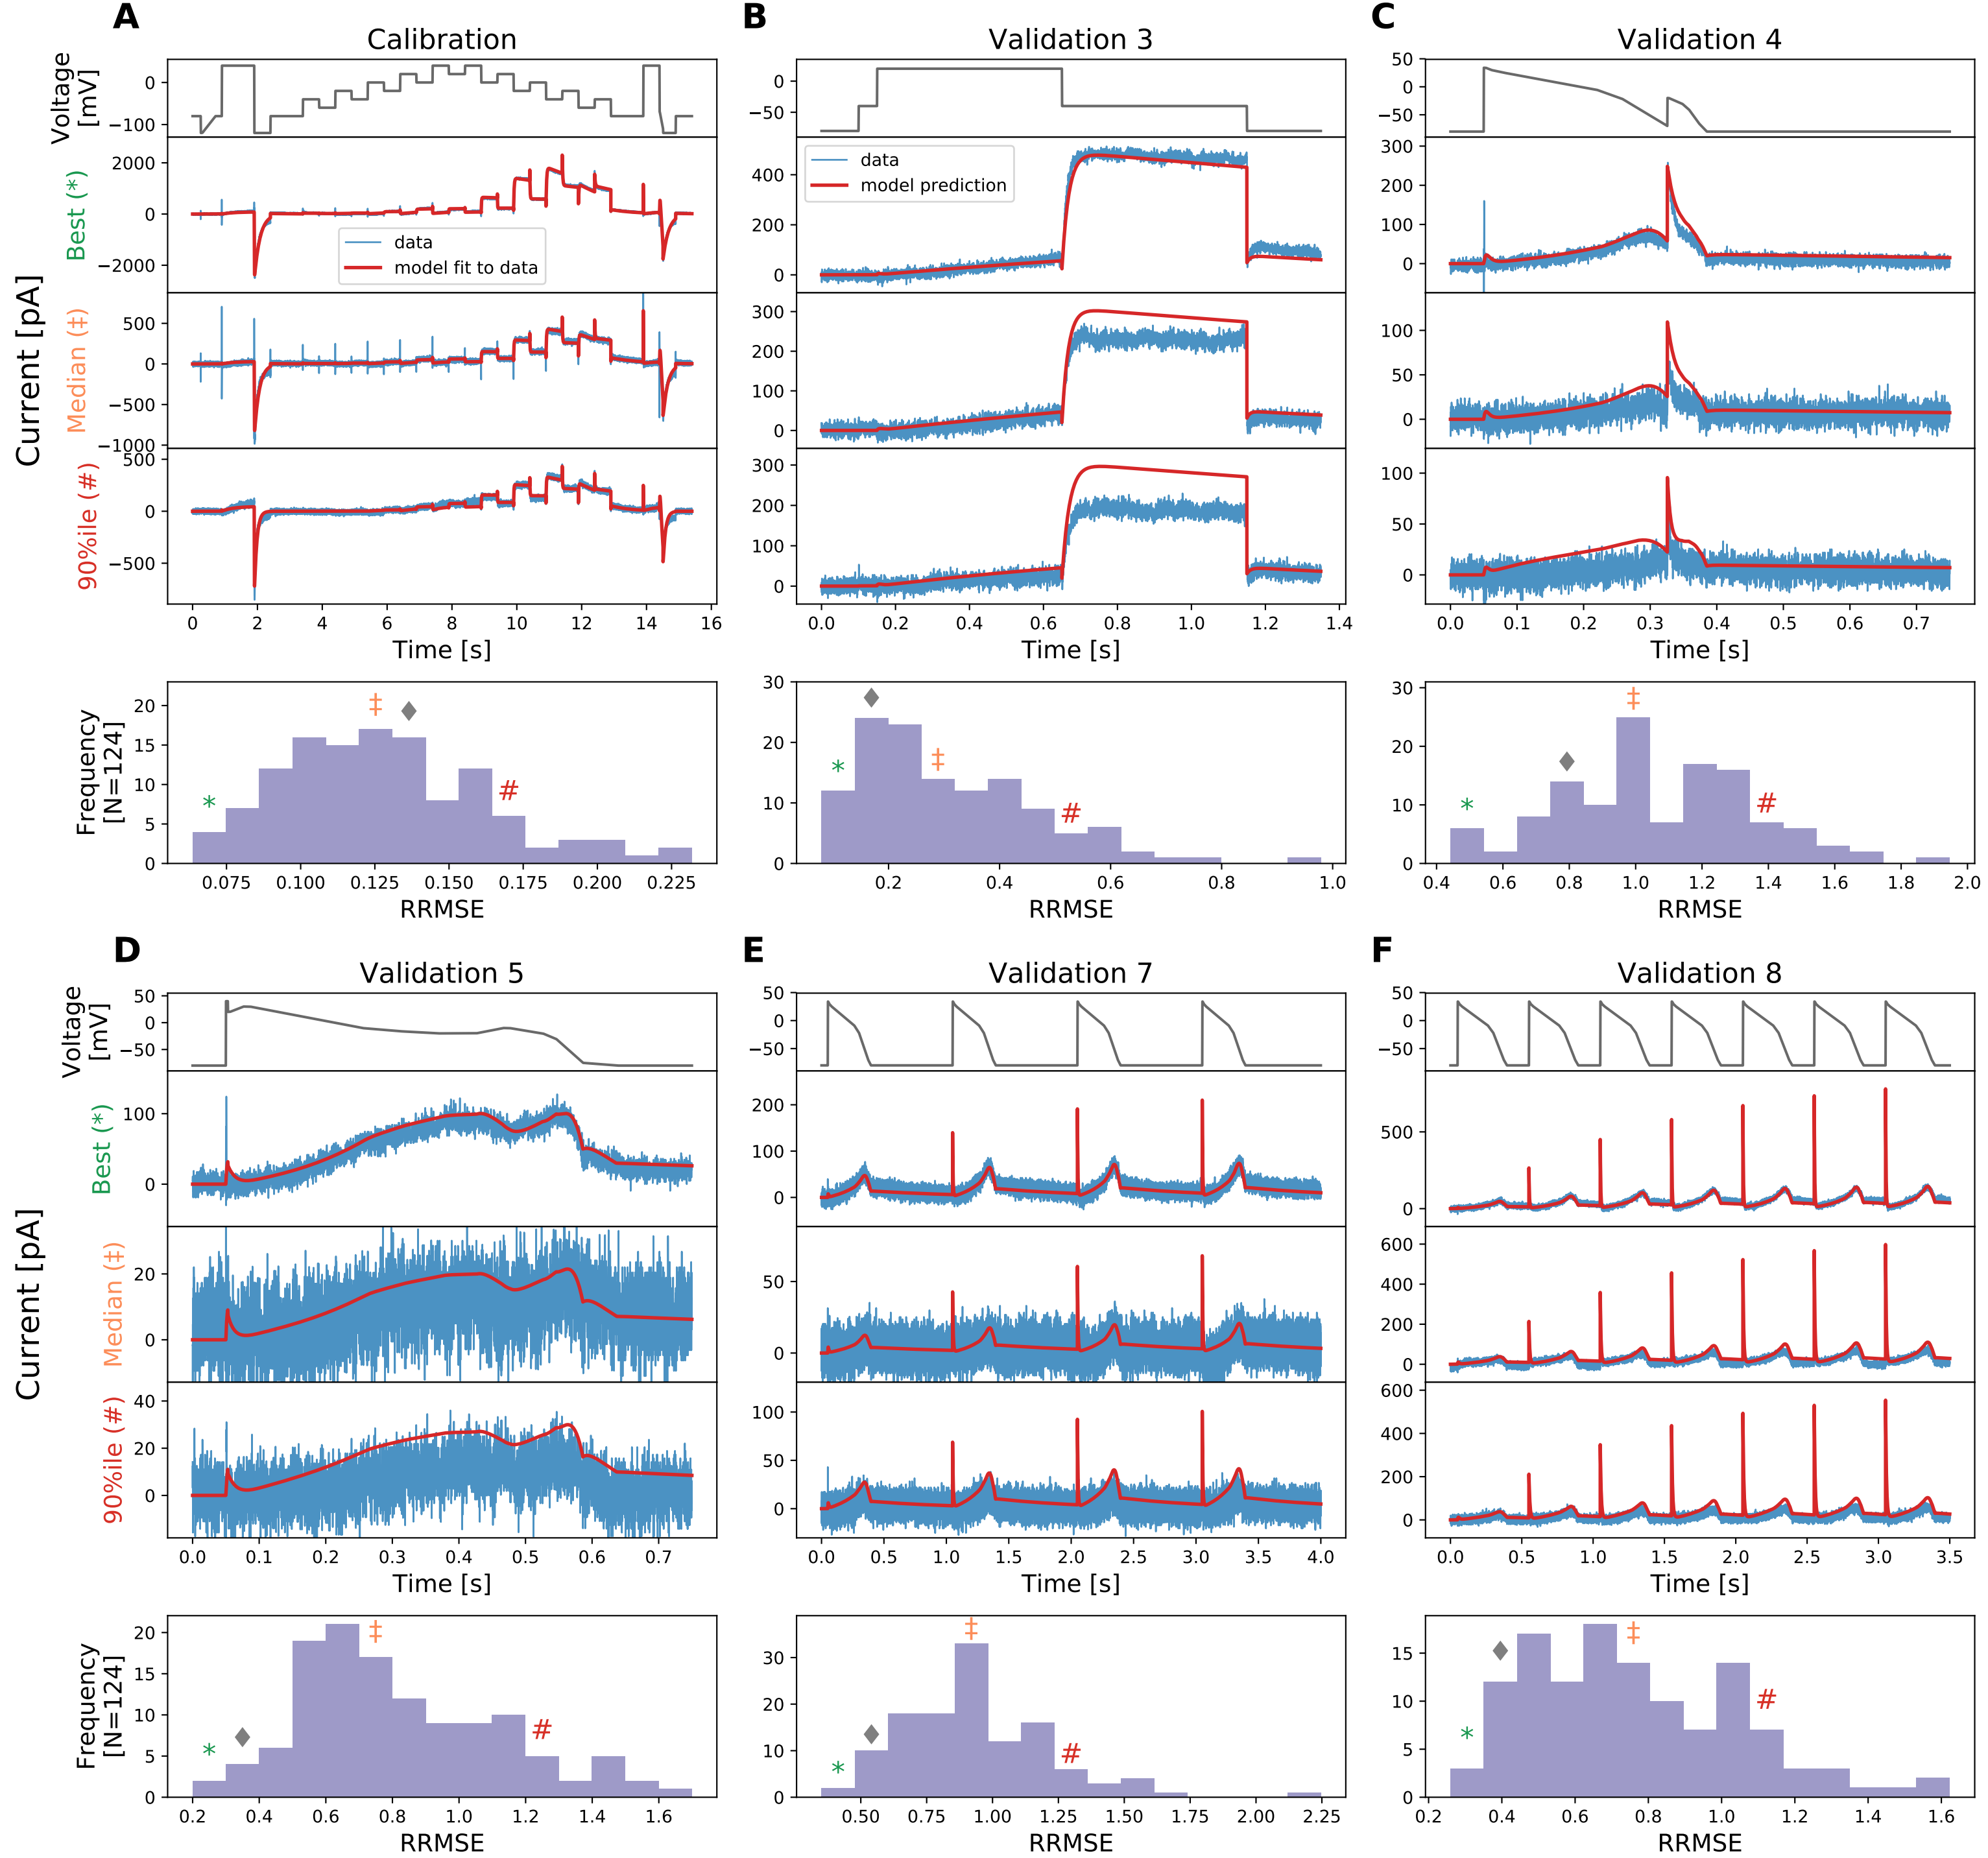 A
Calibration
Voltage
[mV]
0
−100
Current [pA]
Best (*)
2000
0
−2000
data
model fit to data
Median (‡)
500
0
−500
−1000
90%ile (#)
500
0
−500
0 2 4 6 8 10 12 14 16
Time [s]
Frequency
[N=124]
20
15
10
5
0
* ‡ ♦ #
0.075 0.100 0.125 0.150 0.175 0.200 0.225
RRMSE
B
Validation 3
0
−50
data
model prediction
400
200
0
300
200
100
0
300
200
100
0
0.0 0.2 0.4 0.6 0.8 1.0 1.2 1.4
Time [s]
30
20
10
0
* ♦ ‡ #
0.2 0.4 0.6 0.8 1.0
RRMSE
C
Validation 4
50
0
−50
300
200
100
0
100
50
0
100
50
0
0.0 0.1 0.2 0.3 0.4 0.5 0.6 0.7
Time [s]
30
20
10
0
* ♦ ‡ #
0.4 0.6 0.8 1.0 1.2 1.4 1.6 1.8 2.0
RRMSE
D
Validation 5
Voltage
[mV]
50
0
−50
Current [pA]
Best (*)
100
0
Median (‡)
20
0
90%ile (#)
40
20
0
0.0 0.1 0.2 0.3 0.4 0.5 0.6 0.7
Time [s]
Frequency
[N=124]
20
15
10
5
0
* ♦ ‡ #
0.2 0.4 0.6 0.8 1.0 1.2 1.4 1.6
RRMSE
E
Validation 7
50
0
−50
200
100
0
50
0
100
50
0
0.0 0.5 1.0 1.5 2.0 2.5 3.0 3.5 4.0
Time [s]
30
20
10
0
* ♦ ‡ #
0.50 0.75 1.00 1.25 1.50 1.75 2.00 2.25
RRMSE
F
Validation 8
50
0
−50
500
0
600
400
200
0
600
400
200
0
0.0 0.5 1.0 1.5 2.0 2.5 3.0 3.5
Time [s]
15
10
5
0
* ♦ ‡ #
0.2 0.4 0.6 0.8 1.0 1.2 1.4 1.6
RRMSE